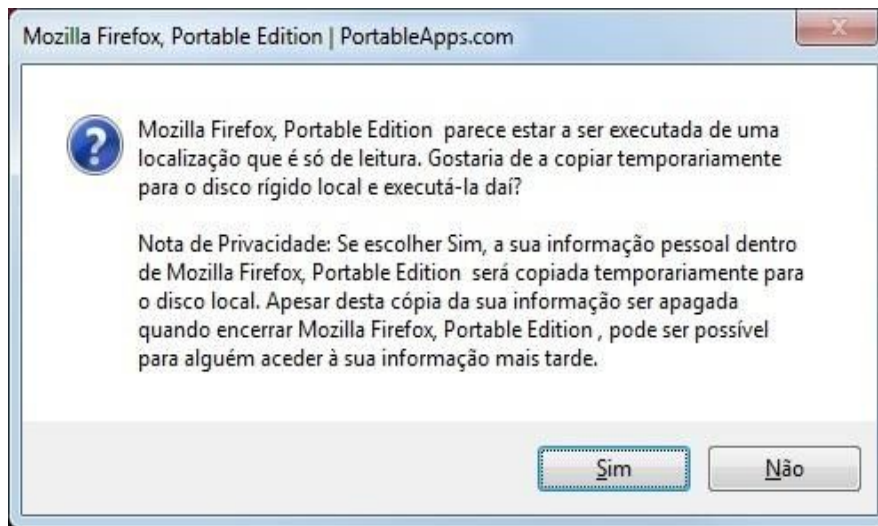 Mozilla Firefox, Portable Edition | PortableApps.com
Mozilla Firefox, Portable Edition  parece estar a ser executada de uma
localização que é só de leitura. Gostaria de a copiar temporariamente
para o disco rígido local e executá-la daí?
Nota de Privacidade: Se escolher Sim, a sua informação pessoal dentro
de Mozilla Firefox, Portable Edition  será copiada temporariamente para
o disco local. Apesar desta cópia da sua informação ser apagada
quando encerrar Mozilla Firefox, Portable Edition , pode ser possível
para alguém aceder à sua informação mais tarde.
Sim
Não